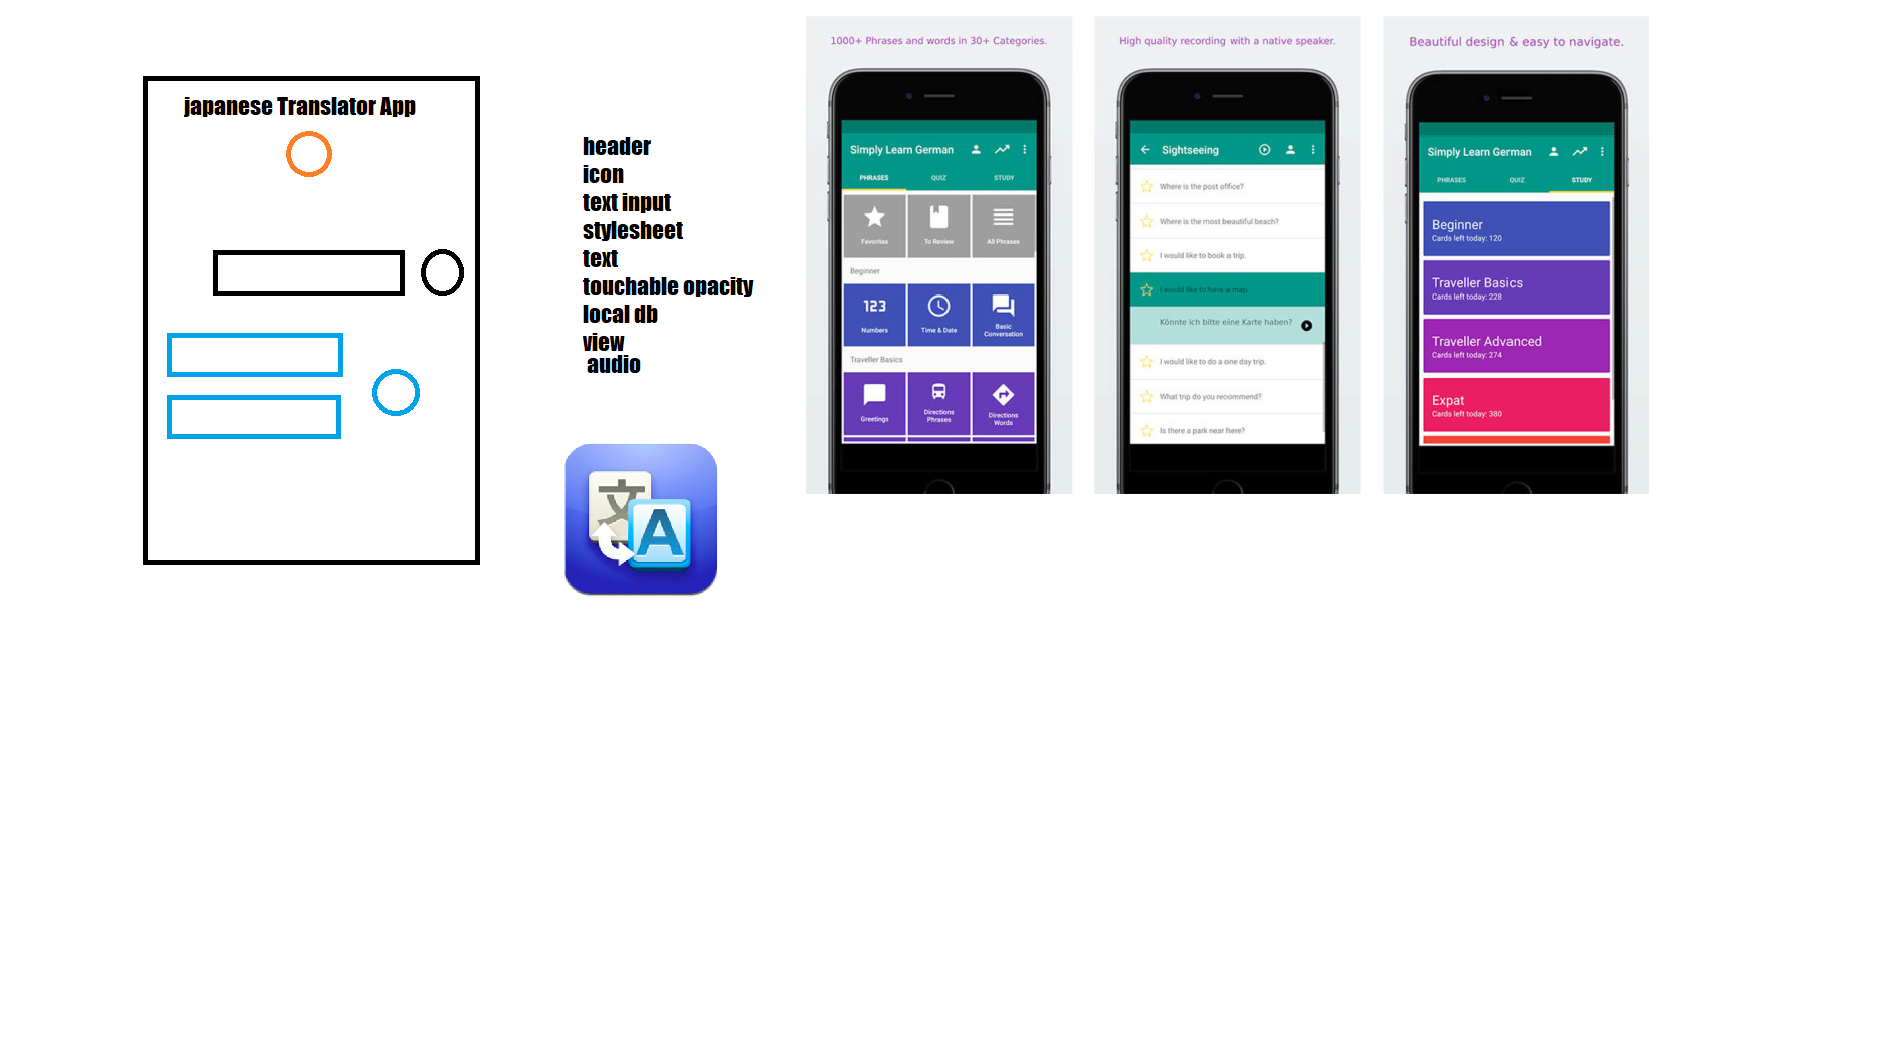 japanese Translator App
header
icon
text input
stylesheet
text
touchable opacity
local db
view
audio
文
A
1000+ Phrases and words in 30+ Categories.
Simply Learn German
PHRASES QUIZ STUDY
Favorites To Review All Phrases
Beginner
123
Numbers Time & Date Basic
Conversation
Traveller Basics
Greetings Directions
Phrases Directions
Words
High quality recording with a native speaker.
Sightseeing
Where is the post office?
Where is the most beautiful beach?
I would like to book a trip.
I would like to have a map.
Könnte ich bitte eine Karte haben?
I would like to do a one day trip.
What trip do you recommend?
Is there a park near here?
Beautiful design & easy to navigate.
Simply Learn German
PHRASES QUIZ STUDY
Beginner
Cards left today: 120
Traveller Basics
Cards left today: 228
Traveller Advanced
Cards left today: 274
Expat
Cards left today: 380